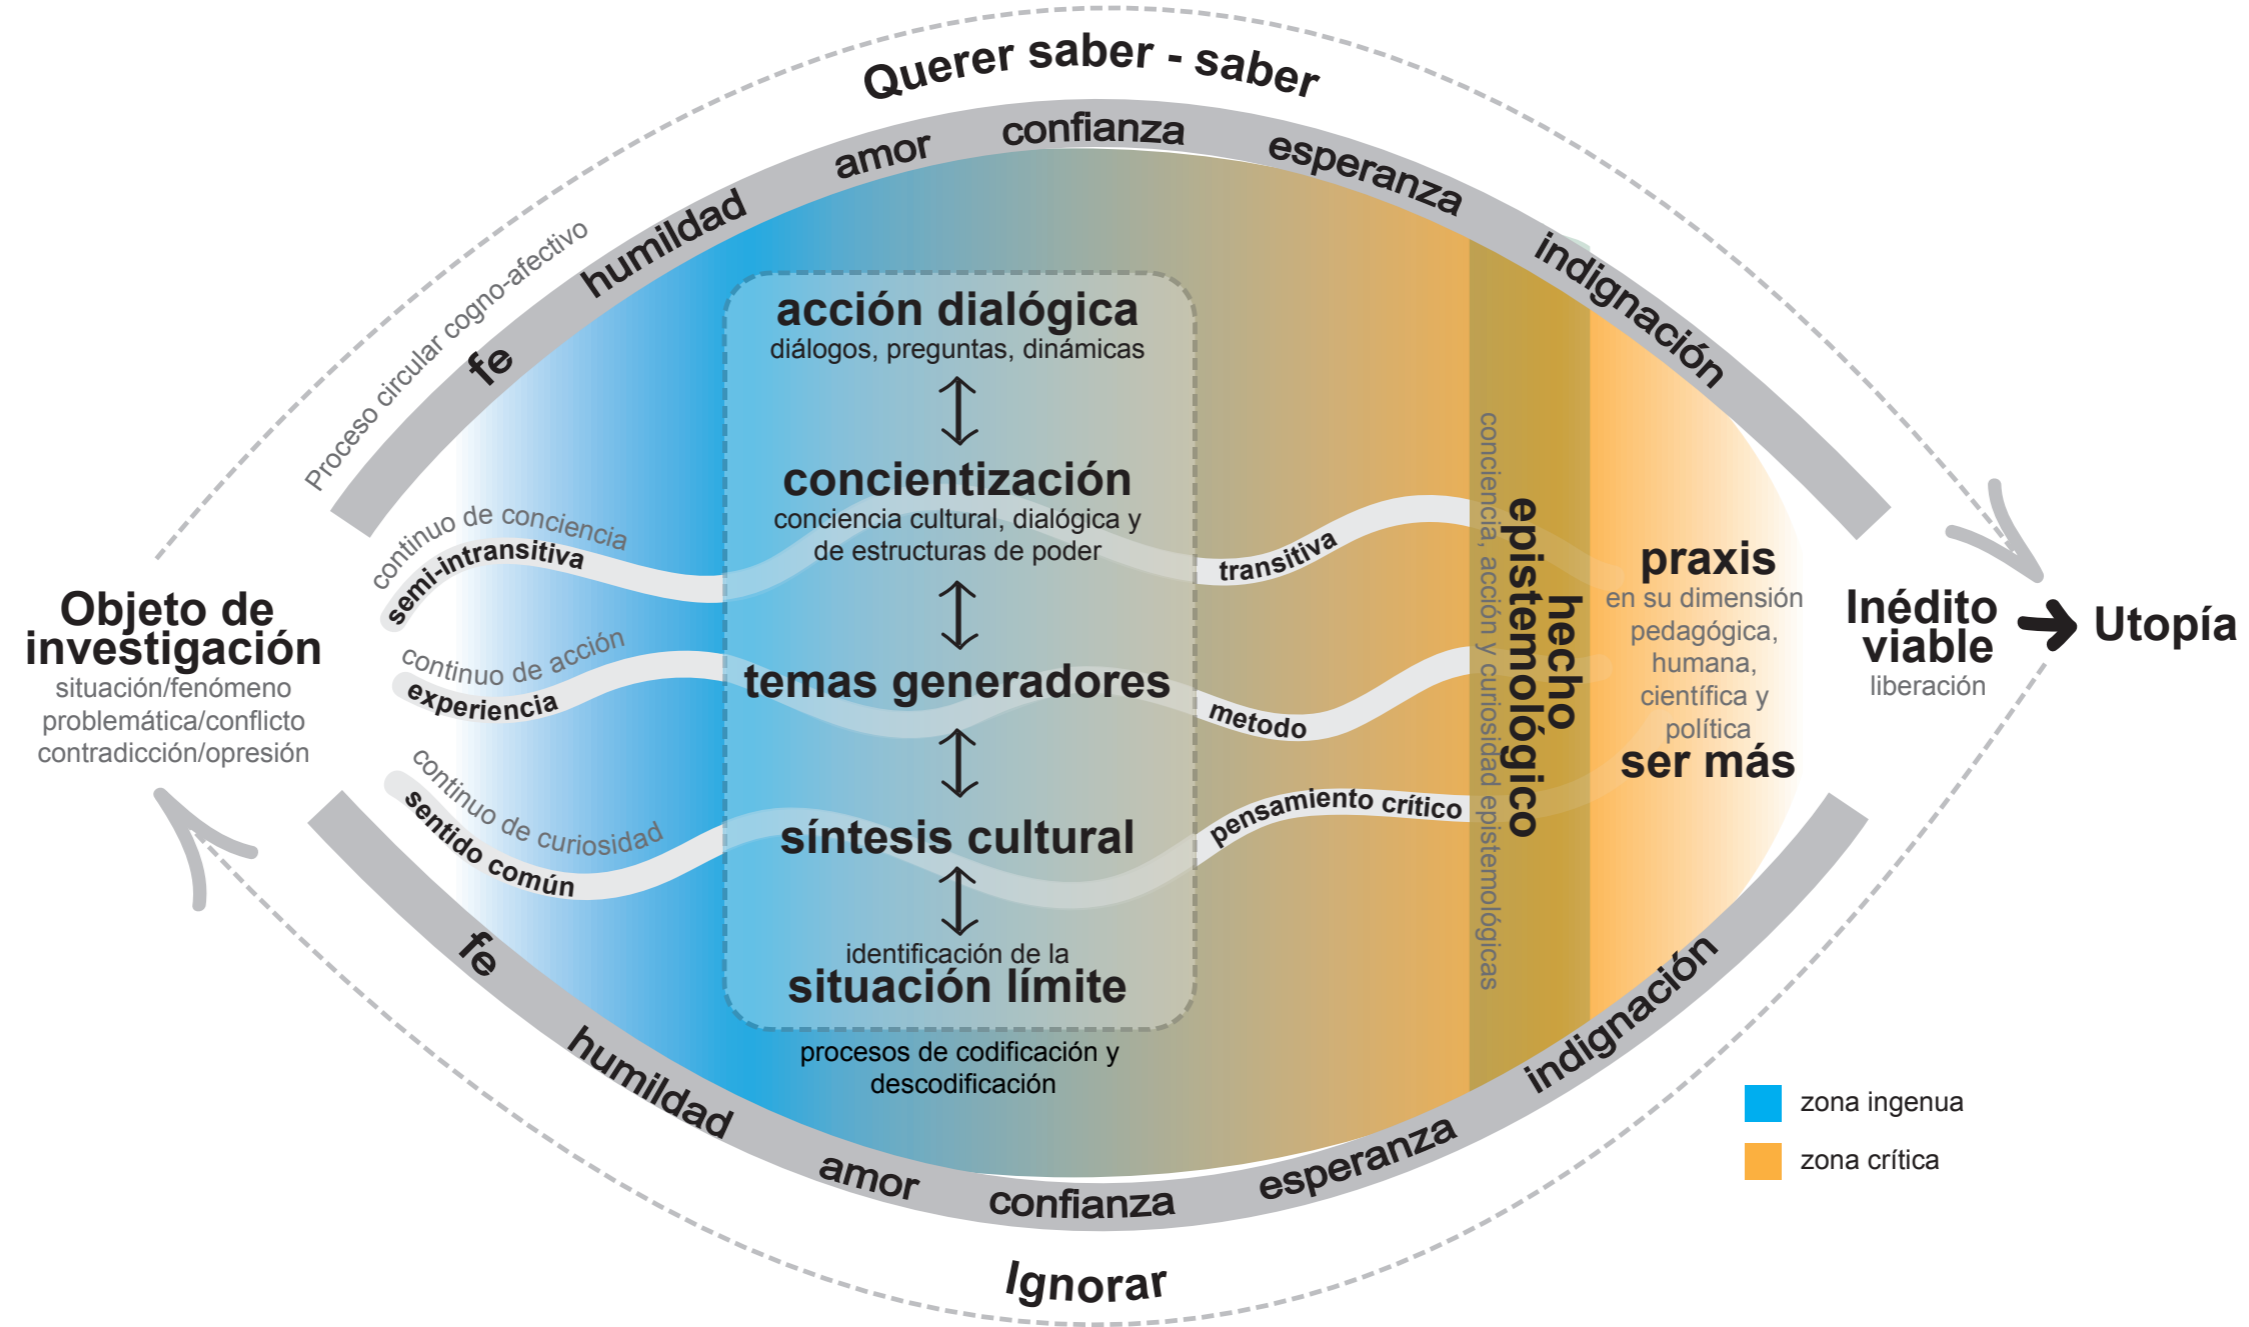 Querer saber - saber
Proceso circular cogno-afectivo
fe
humildad
amor
confianza
esperanza
indignación
Objeto de
investigación
situación/fenómeno
problemática/conflicto
contradicción/opresión
continuo de conciencia
semi-intransitiva
continuo de acción
experiencia
continuo de curiosidad
sentido común
acción dialógica
diálogos, preguntas, dinámicas
concientización
conciencia cultural, dialógica y
de estructuras de poder
temas generadores
síntesis cultural
identificación de la
situación límite
procesos de codificación y
descodificación
transitiva
metodo
pensamiento crítico
hecho
epistemológico
conciencia, acción y curiosidad epistemológicas
praxis
en su dimensión
pedagógica,
humana,
científica y
política
ser más
Inédito
viable
liberación
Utopía
fe
humildad
amor
confianza
esperanza
indignación
Ignorar
zona ingenua
zona crítica